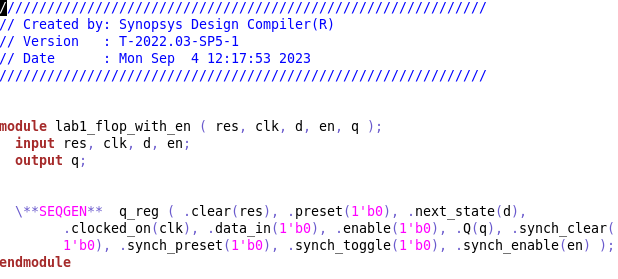 ////////////////////////////////////////////////////////////
// Created by: Synopsys Design Compiler(R)
// Version   : T-2022.03-SP5-1
// Date      : Mon Sep  4 12:17:53 2023
////////////////////////////////////////////////////////////
module lab1_flop_with_en ( res, clk, d, en, q );
  input res, clk, d, en;
  output q;
  \**SEQGEN**  q_reg ( .clear(res), .preset(1'b0), .next_state(d),
        .clocked_on(clk), .data_in(1'b0), .enable(1'b0), .Q(q), .synch_clear(
        1'b0), .synch_preset(1'b0), .synch_toggle(1'b0), .synch_enable(en) );
endmodule